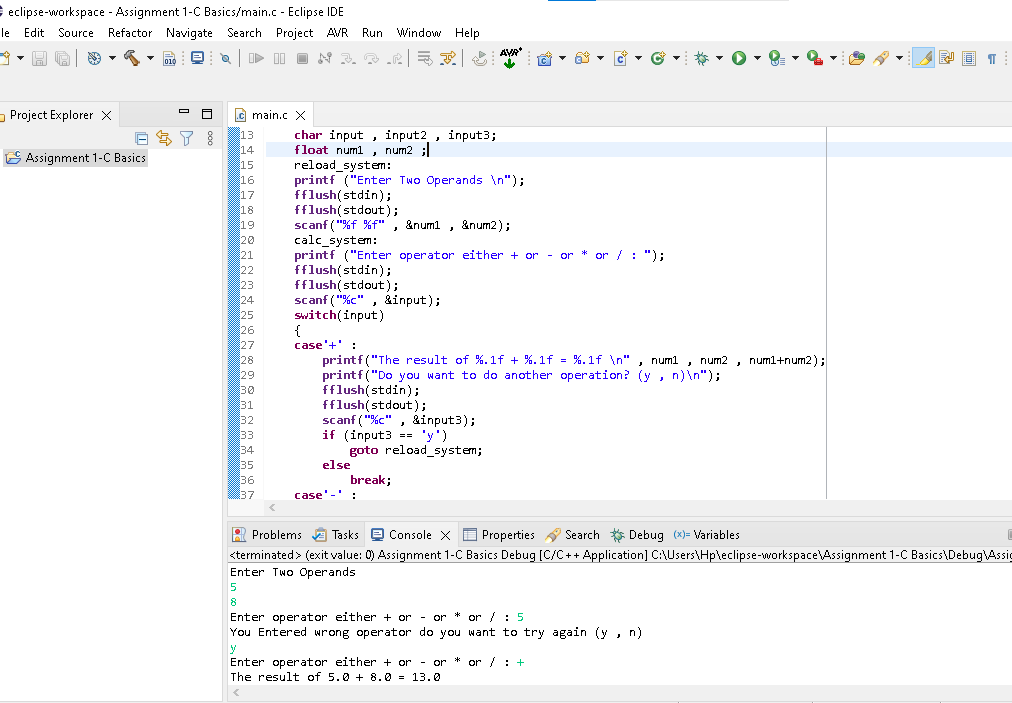 eclipse-workspace - Assignment 1-C Basics/main.c - Eclipse IDE
le Edit Source Refactor Navigate Search Project AVR Run Window Help
010 AVR
Project Explorer
main.c
Assignment 1-C Basics
13 char input , input2 , input3;
14 float num1 , num2 ;
15 reload_system:
16 printf ("Enter Two Operands \n");
17 fflush(stdin);
18 fflush(stdout);
19 scanf("%f %f" , &num1 , &num2);
20 calc_system:
21 printf ("Enter operator either + or - or * or / : ");
22 fflush(stdin);
23 fflush(stdout);
24 scanf("%c" , &input);
25 switch(input)
26 {
27 case'+' :
28 printf("The result of %.1f + %.1f = %.1f \n" , num1 , num2 , num1+num2);
29 printf("Do you want to do another operation? (y , n)\n");
30 fflush(stdin);
31 fflush(stdout);
32 scanf("%c" , &input3);
33 if (input3 == 'y')
34 goto reload_system;
35 else
36 break;
37 case'-' :
Problems Tasks Console Properties Search Debug (x)= Variables
<terminated> (exit value: 0) Assignment 1-C Basics Debug [C/C++ Application] C:\Users\Hp\eclipse-workspace\Assignment 1-C Basics\Debug\Assig
Enter Two Operands
5
8
Enter operator either + or - or * or / : 5
You Entered wrong operator do you want to try again (y , n)
y
Enter operator either + or - or * or / : +
The result of 5.0 + 8.0 = 13.0